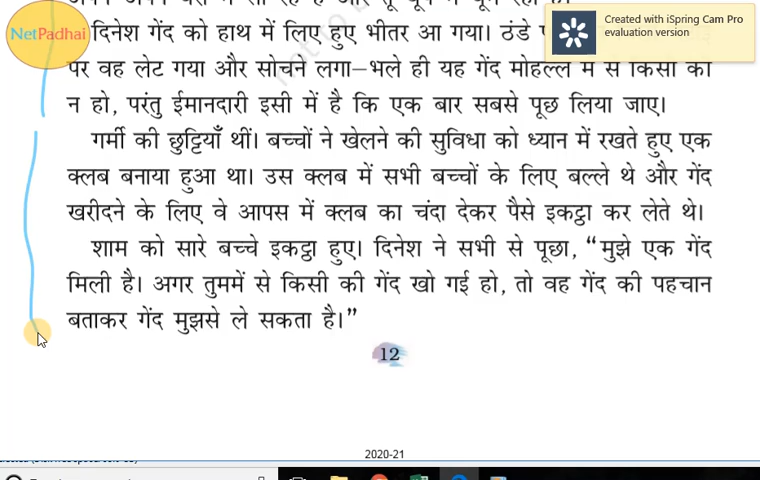 NetPadhai
Created with iSpring Cam Pro
evaluation version
दिनेश गेंद को हाथ में लिए हुए भीतर आ गया। ठंडे
पर वह लेट गया और सोचने लगा—भले ही यह गेंद मोहल्ले में से किसी की
न हो, परंतु ईमानदारी इसी में है कि एक बार सबसे पूछ लिया जाए।
गर्मी की छुट्टियाँ थीं। बच्चों ने खेलने की सुविधा को ध्यान में रखते हुए एक
क्लब बनाया हुआ था। उस क्लब में सभी बच्चों के लिए बल्ले थे और गेंद
खरीदने के लिए वे आपस में क्लब का चंदा देकर पैसे इकट्ठा कर लेते थे।
शाम को सारे बच्चे इकट्ठा हुए। दिनेश ने सभी से पूछा, “मुझे एक गेंद
मिली है। अगर तुममें से किसी की गेंद खो गई हो, तो वह गेंद की पहचान
बताकर गेंद मुझसे ले सकता है।”
12
2020-21